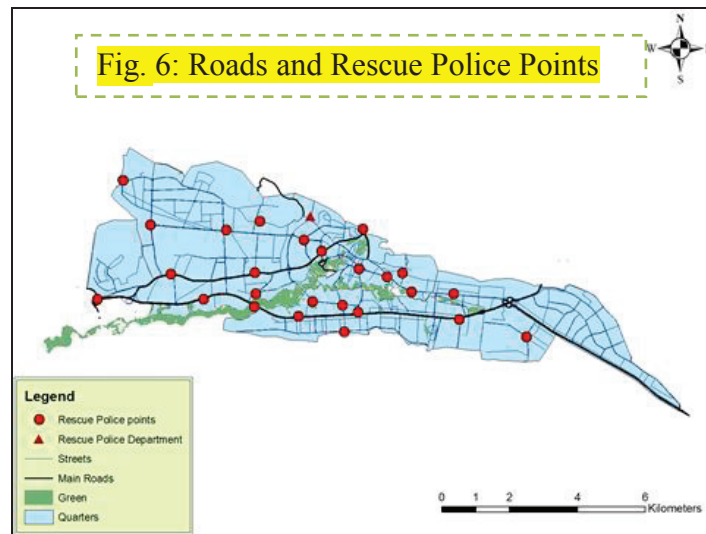 Fig. 6: Roads and Rescue Police Points
N
W
S
Legend
Rescue Police points
Rescue Police Department
Streets
Main Roads
Green
Quarters
0 1 2 4 6
Kilometers